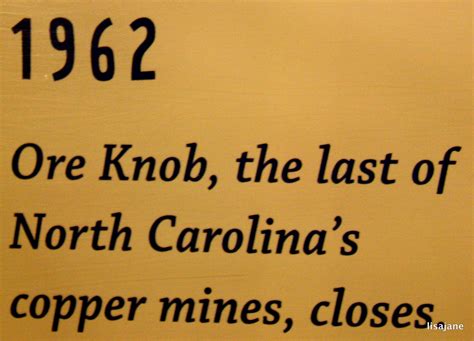 1962
Ore Knob, the last of
North Carolina's
copper mines, closes.
lisajane